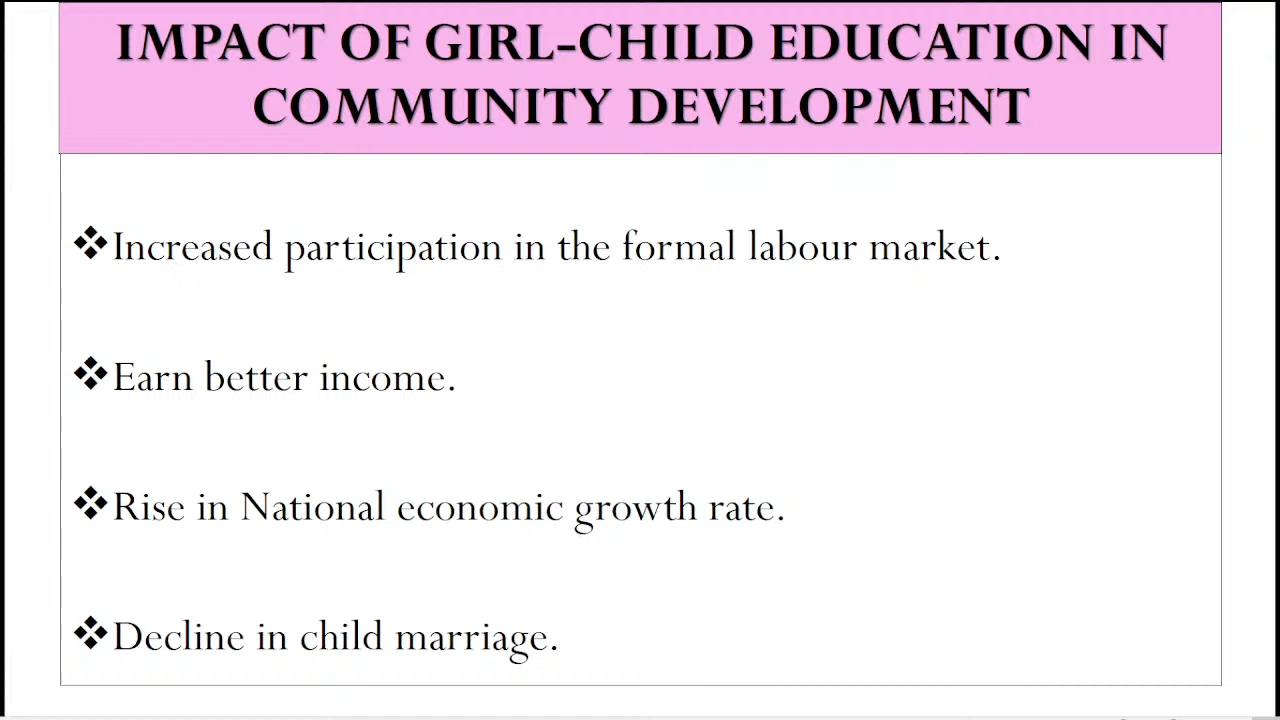 IMPACT OF GIRL-CHILD EDUCATION IN
COMMUNITY DEVELOPMENT
❖Increased participation in the formal labour market.
❖Earn better income.
❖Rise in National economic growth rate.
❖Decline in child marriage.